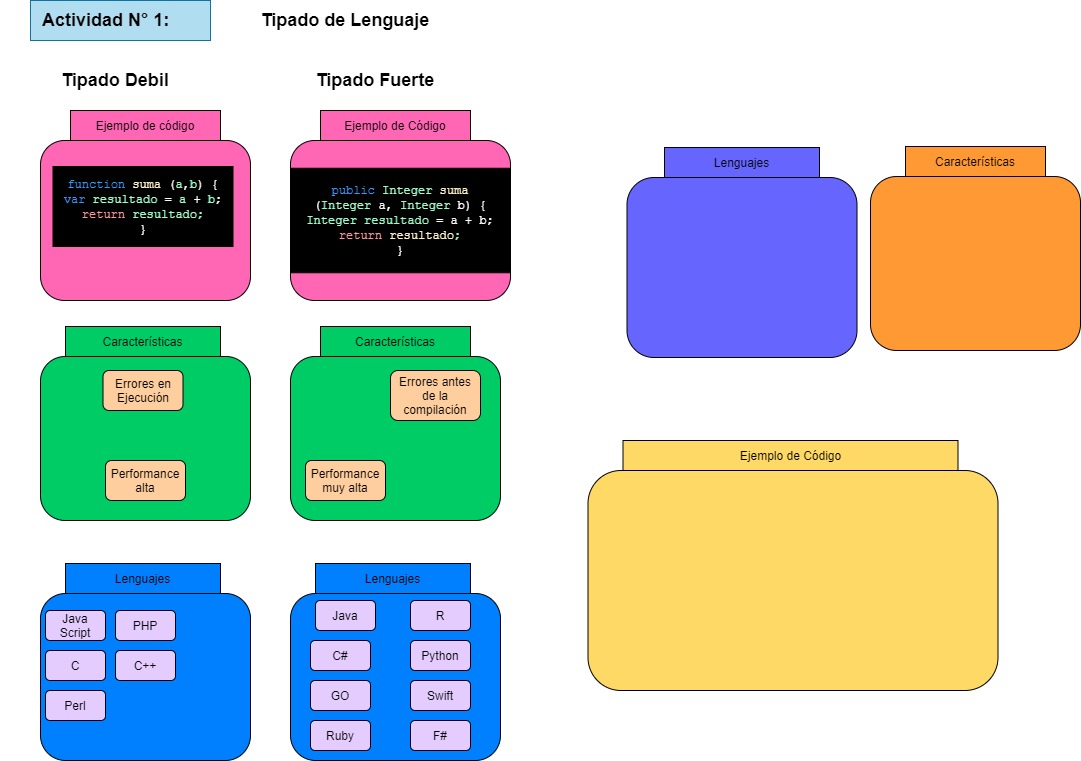 Actividad N° 1:
Tipado de Lenguaje
Tipado Debil
Tipado Fuerte
Ejemplo de código
function suma (a,b) {
var resultado = a + b;
return resultado;
}
Ejemplo de Código
public Integer suma
(Integer a, Integer b) {
Integer resultado = a + b;
return resultado;
}
Características
Errores en
Ejecución
Performance
alta
Características
Errores antes
de la
compilación
Performance
muy alta
Lenguajes
Java
Script
PHP
C
C++
Perl
Lenguajes
Java
R
C#
Python
GO
Swift
Ruby
F#
Lenguajes
Características
Ejemplo de Código